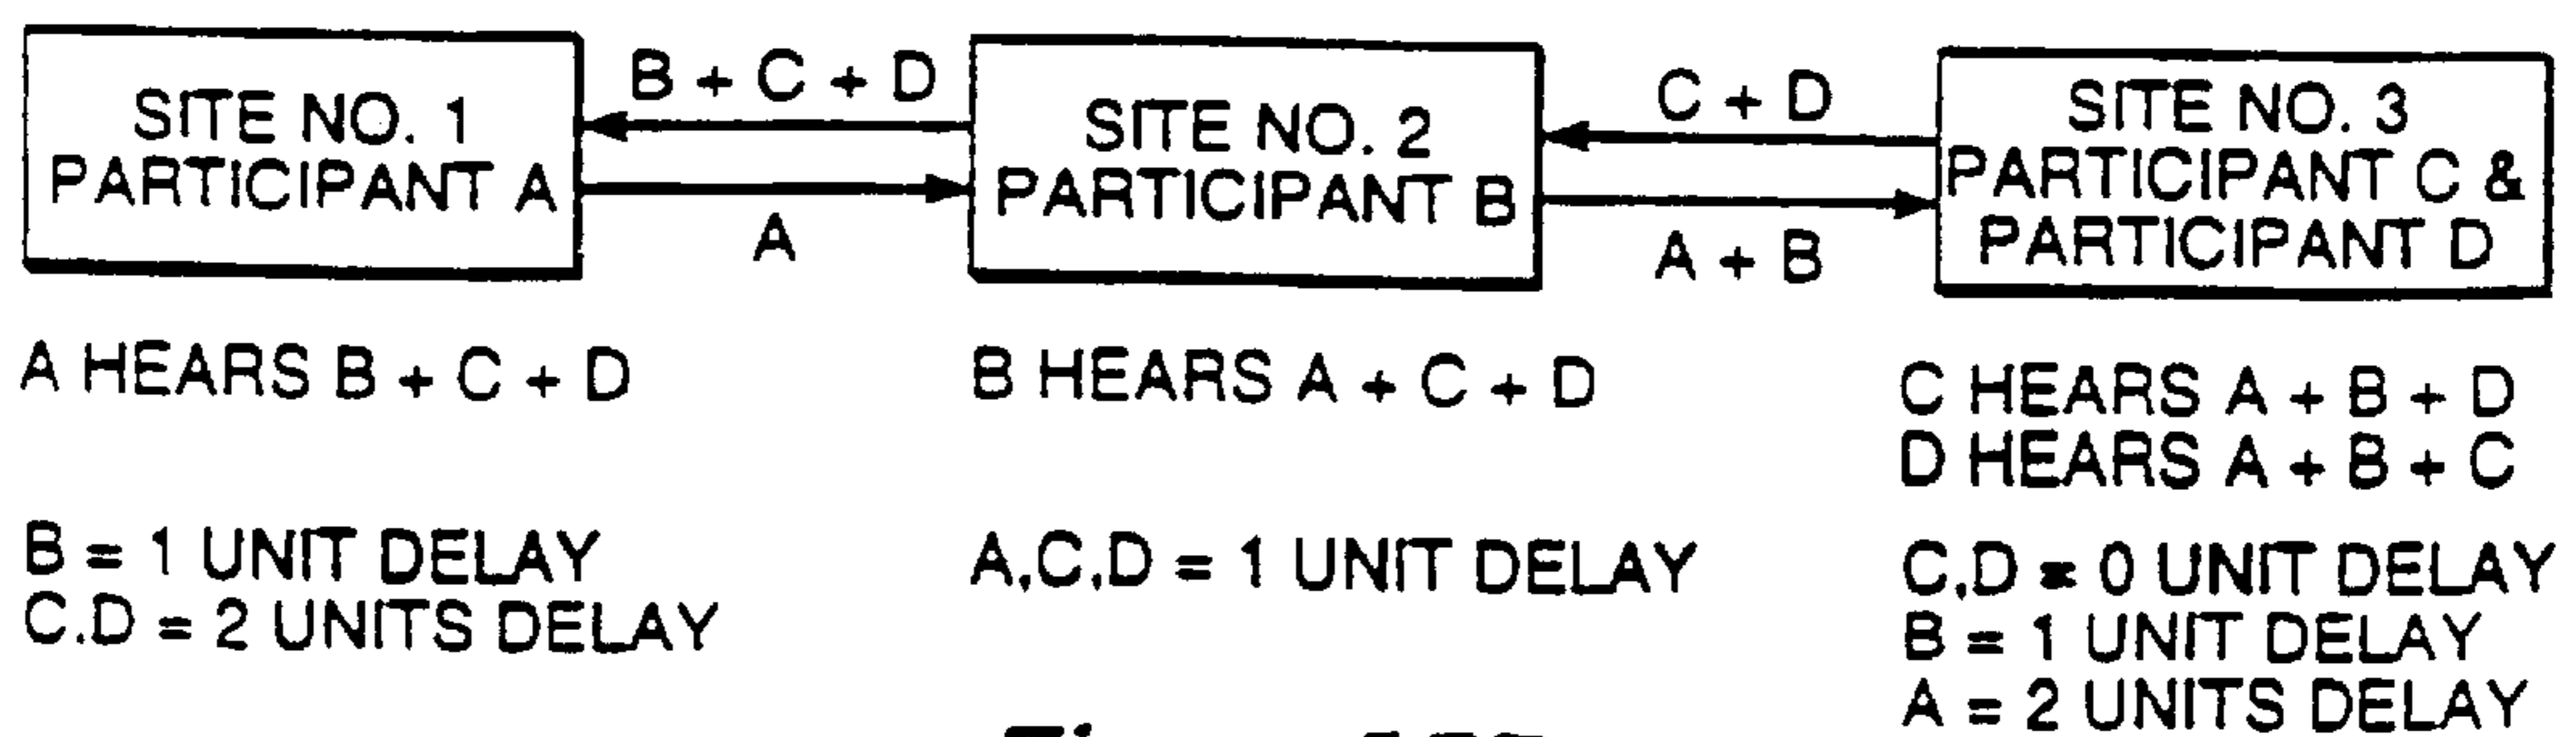 SITE NO. 1
PARTICIPANT A
B + C + D
A
SITE NO. 2
PARTICIPANT B
C + D
A + B
SITE NO. 3
PARTICIPANT C &
PARTICIPANT D
A HEARS B + C + D
B HEARS A + C + D
C HEARS A + B + D
D HEARS A + B + C
B = 1 UNIT DELAY
C.D = 2 UNITS DELAY
A,C,D = 1 UNIT DELAY
C,D = 0 UNIT DELAY
B = 1 UNIT DELAY
A = 2 UNITS DELAY